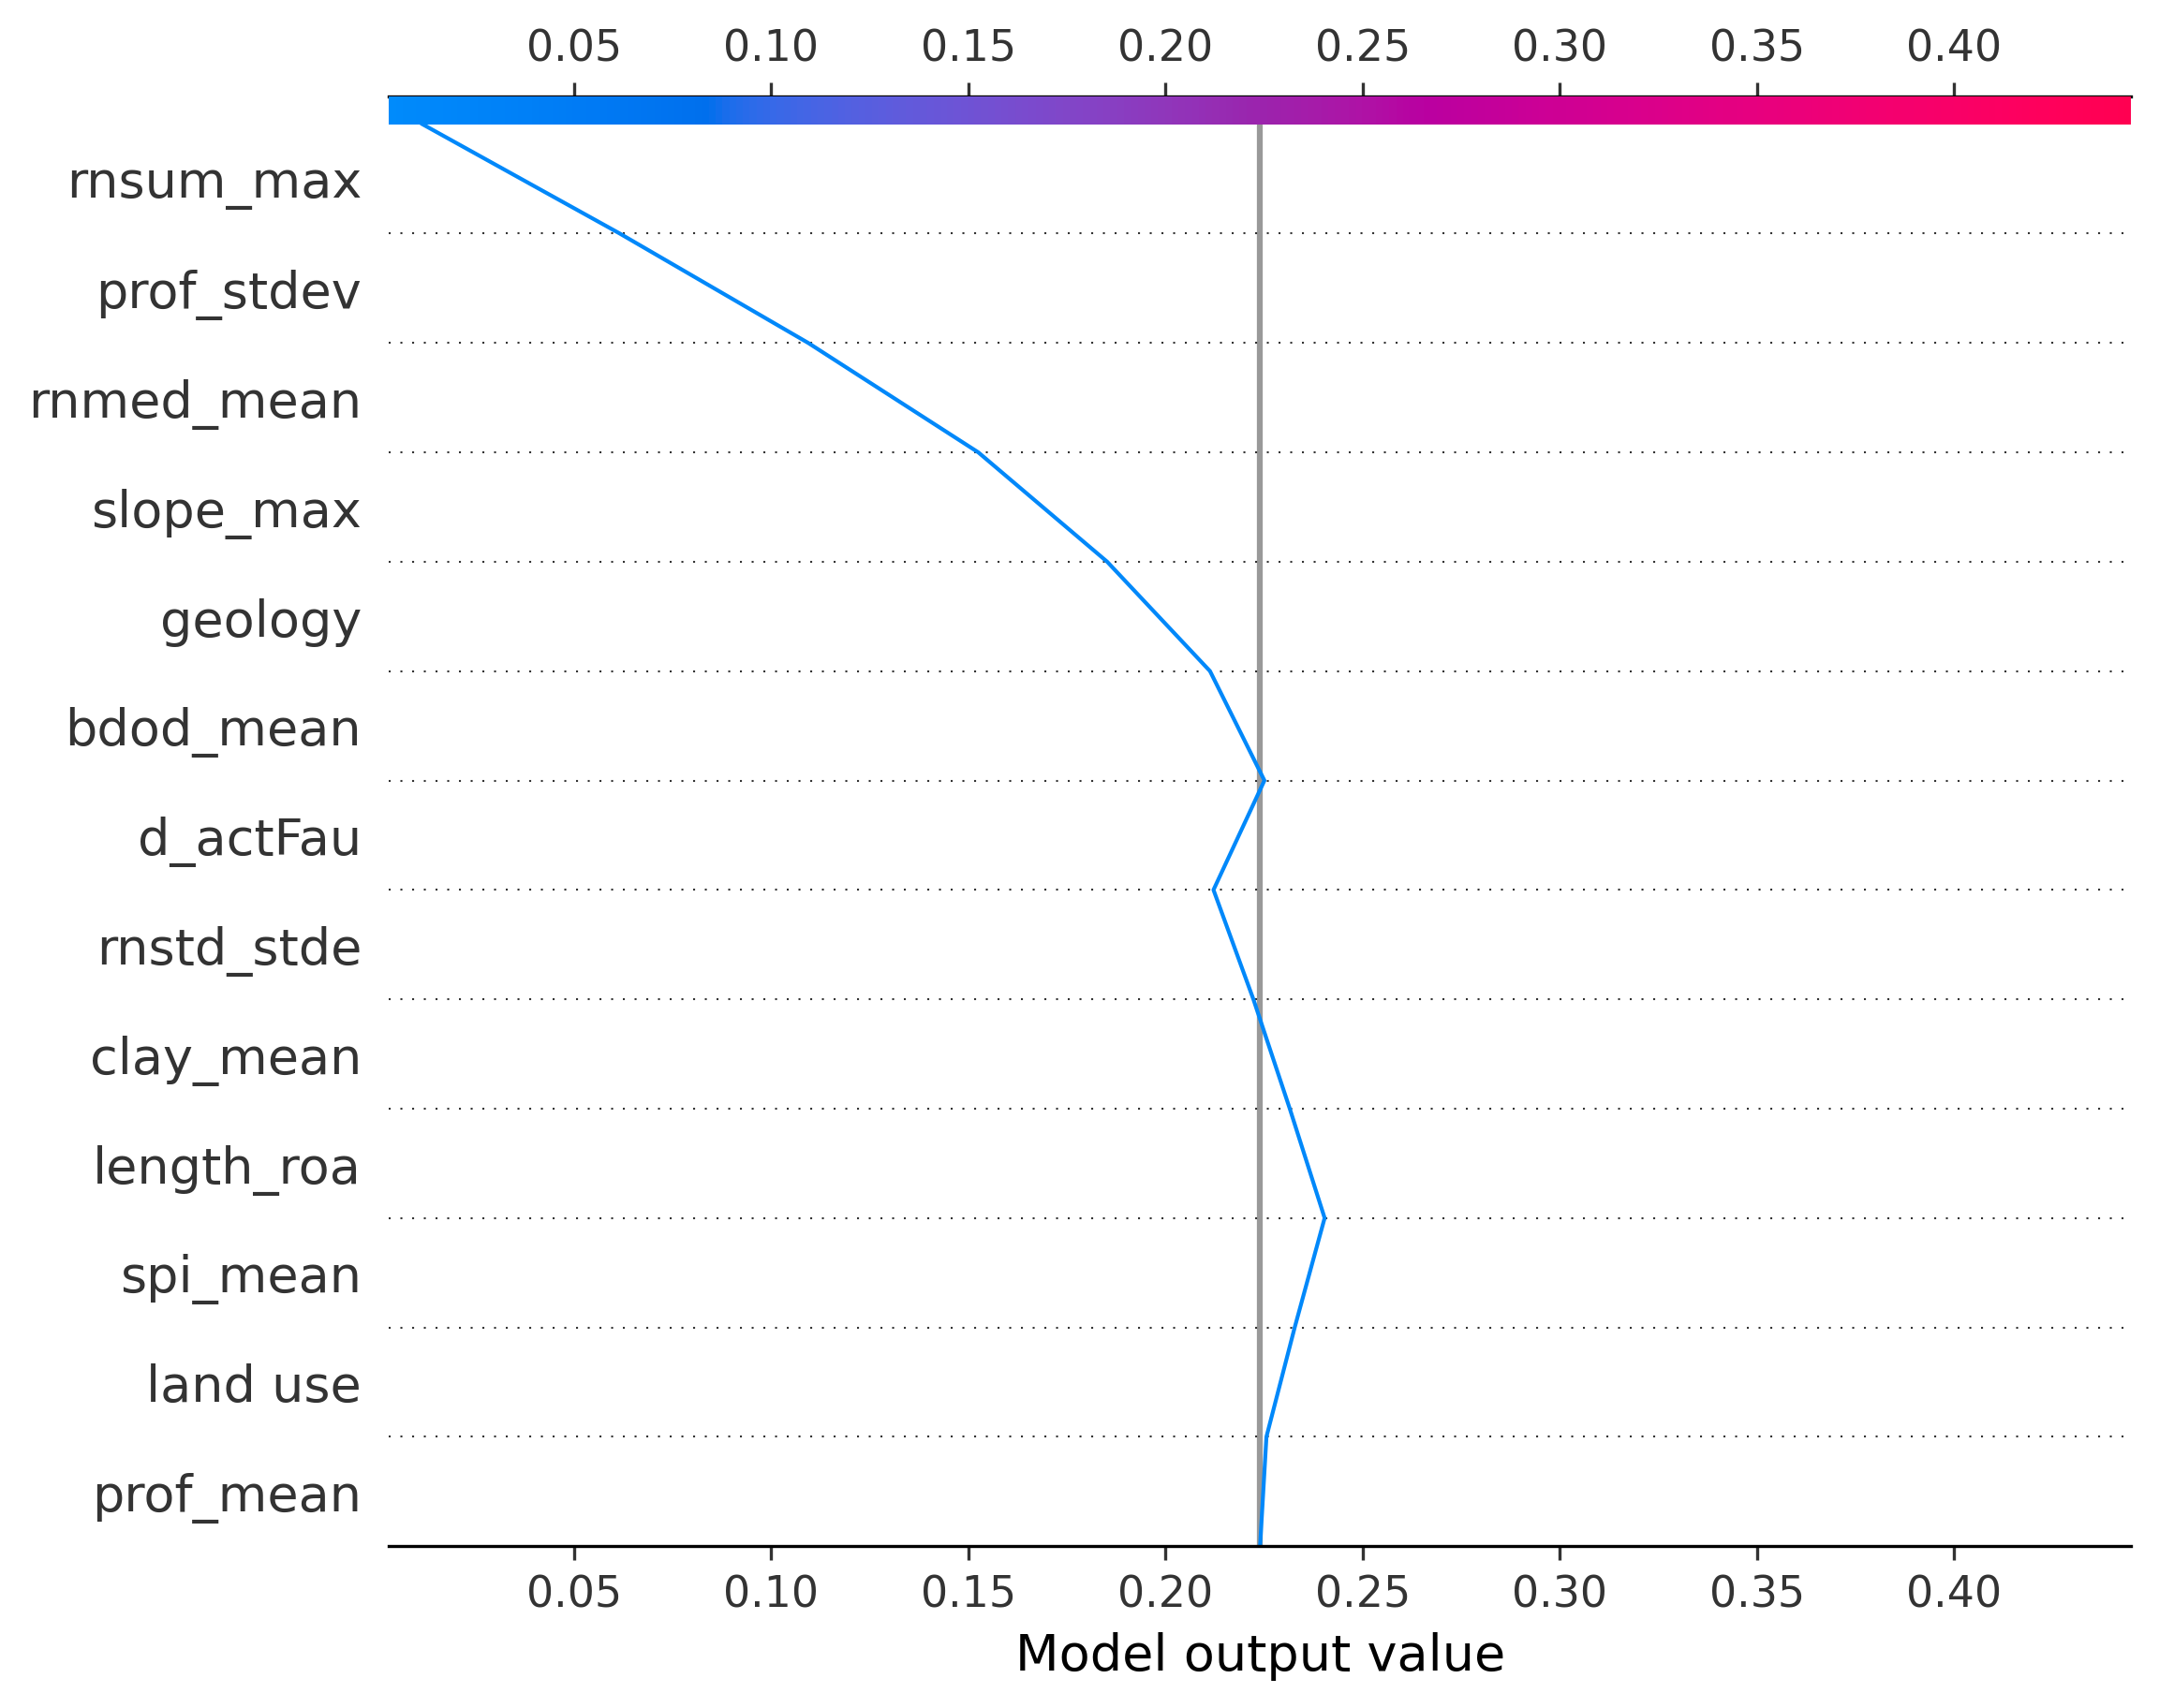 0.05 0.10 0.15 0.20 0.25 0.30 0.35 0.40
rnsum_max
prof_stdev
rnmed_mean
slope_max
geology
bdod_mean
d_actFau
rnstd_stde
clay_mean
length_roa
spi_mean
land use
prof_mean
0.05 0.10 0.15 0.20 0.25 0.30 0.35 0.40
Model output value